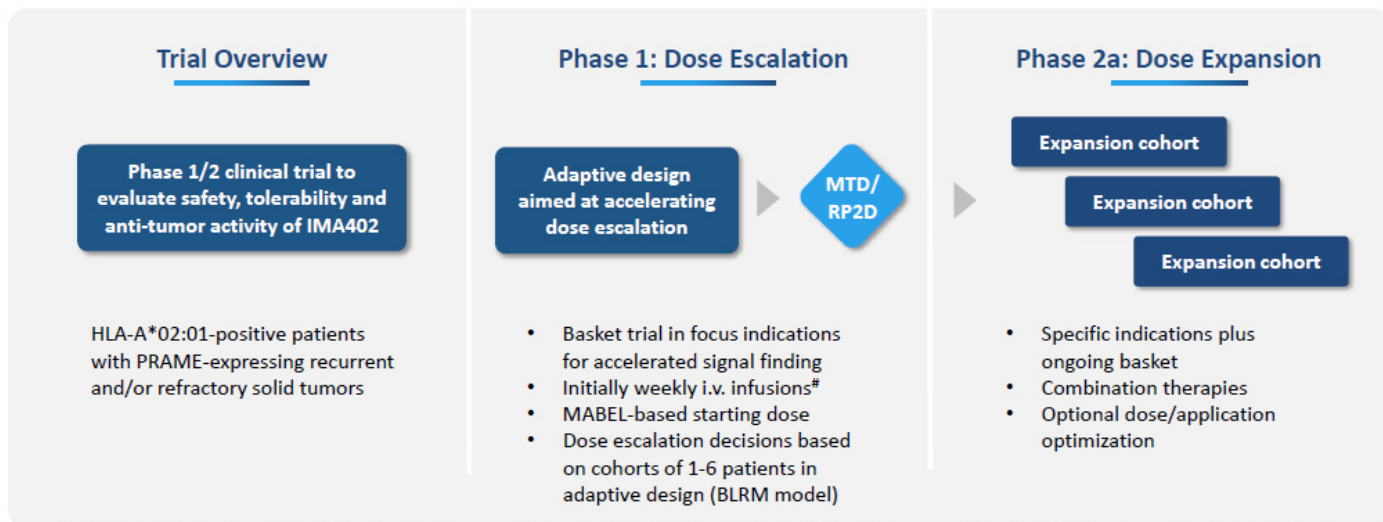 Trial Overview
Phase 1/2 clinical trial to
evaluate safety, tolerability and
anti-tumor activity of IMA402
HLA-A*02:01-positive patients
with PRAME-expressing recurrent
and/or refractory solid tumors
Phase 1: Dose Escalation
Adaptive design
aimed at accelerating
dose escalation
MTD/
RP2D
• Basket trial in focus indications
for accelerated signal finding
• Initially weekly i.v. infusions#
• MABEL-based starting dose
• Dose escalation decisions based
on cohorts of 1-6 patients in
adaptive design (BLRM model)
Phase 2a: Dose Expansion
Expansion cohort
Expansion cohort
Expansion cohort
• Specific indications plus
ongoing basket
• Combination therapies
• Optional dose/application
optimization